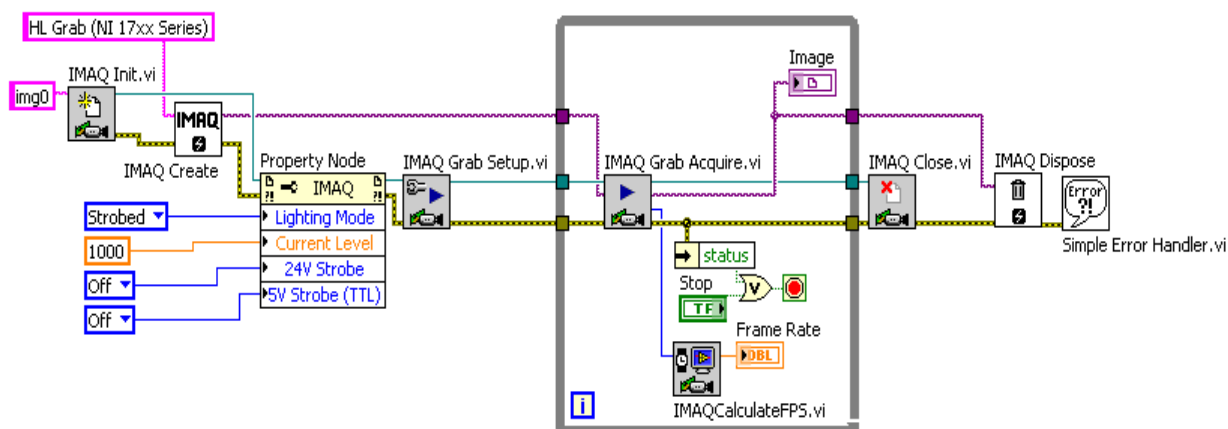 HL Grab (NI 17xx Series)
IMAQ Init.vi
img0
IMAQ
IMAQ Create
Property Node
IMAQ
Strobed
Lighting Mode
1000
Current Level
Off
24V Strobe
Off
5V Strobe (TTL)
IMAQ Grab Setup.vi
Image
IMAQ Grab Acquire.vi
status
Stop
TF
V
Frame Rate
DBL
IMAQCalculateFPS.vi
i
IMAQ Close.vi
IMAQ Dispose
Error
?!
Simple Error Handler.vi